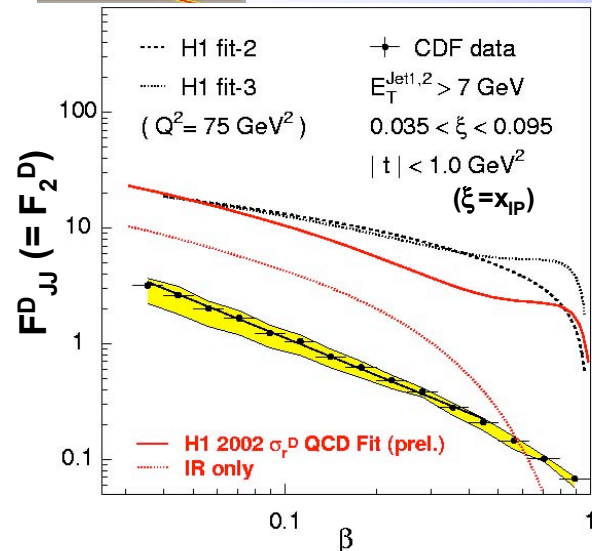 H1 fit-2
H1 fit-3
( Q² = 75 GeV² )
CDF data
E_T^Jet1,2 > 7 GeV
0.035 < ξ < 0.095
| t | < 1.0 GeV²
(ξ=x_IP)
F^D_JJ (= F_2^D)
100
10
1
0.1
H1 2002 σ_r^D QCD Fit (prel.)
IR only
0.1
1
β